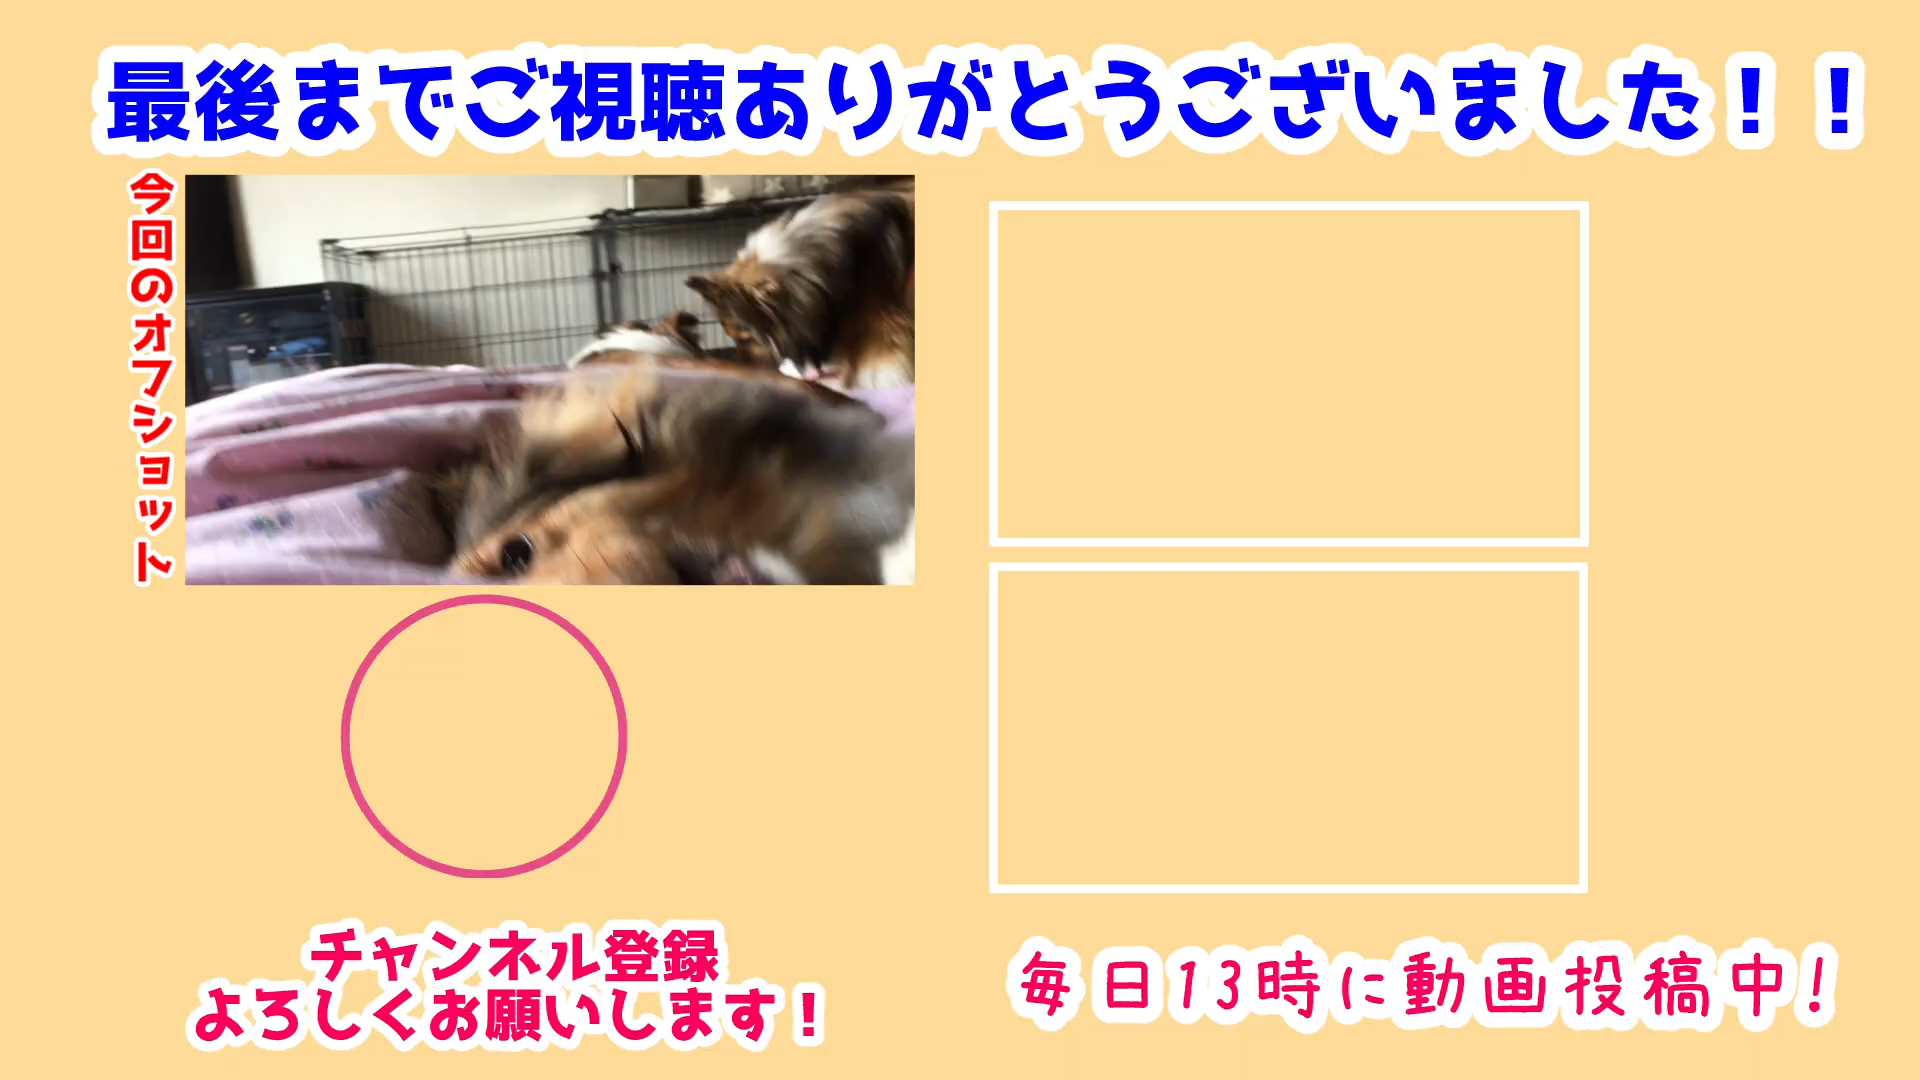 最後までご視聴ありがとうございました！！
今回のオフショット
チャンネル登録
よろしくお願いします！
毎日13時に動画投稿中！